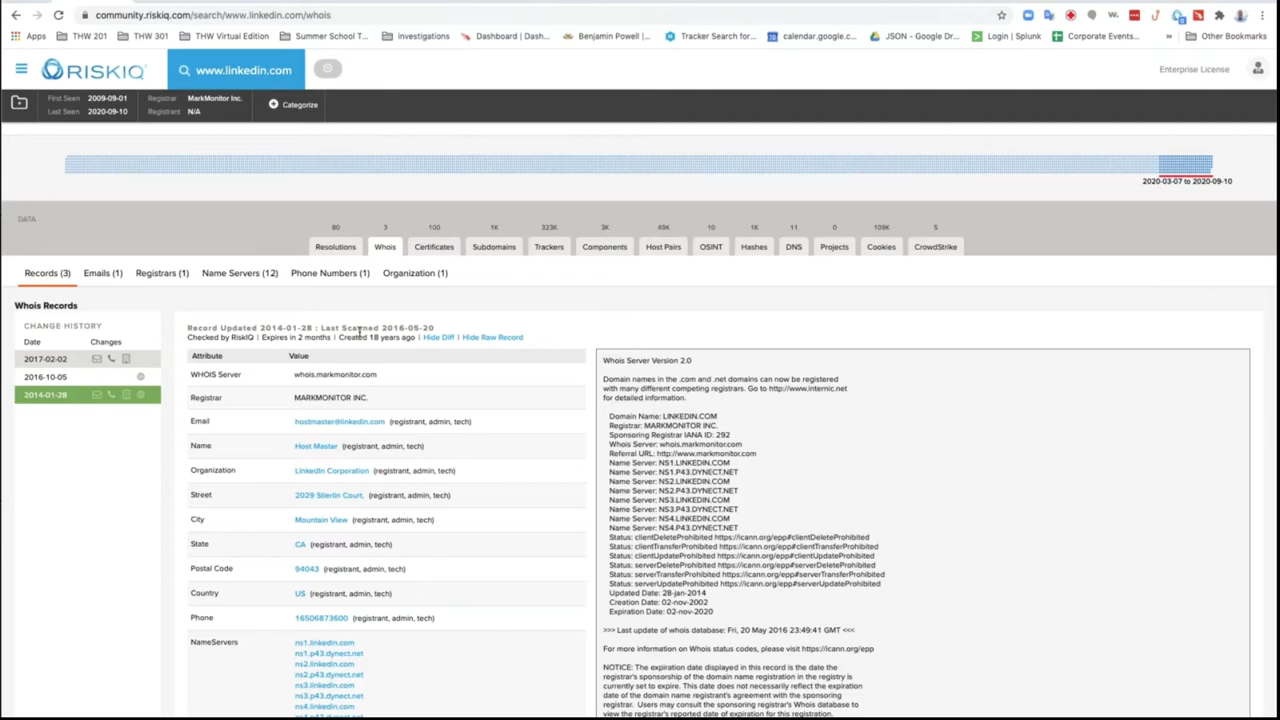 community.riskiq.com/search/www.linkedin.com/whois
Apps THW 201 THW 301 THW Virtual Edition Summer School T... investigations Dashboard | Dash... Benjamin Powell |... Tracker Search for... calendar.google.c... JSON - Google Dr... Login | Splunk Corporate Events... » Other Bookmarks
RISKIQ www.linkedin.com Enterprise License
First Seen 2009-09-01 Registrar MarkMonitor Inc.
Last Seen 2020-09-10 Registrant N/A
Categorize
2020-03-07 to 2020-09-10
DATA
80 3 100 1K 323K 3K 49K 10 1K 11 0 109K 5
Resolutions Whois Certificates Subdomains Trackers Components Host Pairs OSINT Hashes DNS Projects Cookies CrowdStrike
Records (3) Emails (1) Registrars (1) Name Servers (12) Phone Numbers (1) Organization (1)
Whois Records
CHANGE HISTORY
Date Changes
2017-02-02
2016-10-05
2014-01-28
Record Updated 2014-01-28 : Last Scanned 2016-05-20
Checked by RiskIQ | Expires in 2 months | Created 18 years ago | Hide Diff | Hide Raw Record
Attribute Value
WHOIS Server whois.markmonitor.com
Registrar MARKMONITOR INC.
Email hostmaster@linkedin.com (registrant, admin, tech)
Name Host Master (registrant, admin, tech)
Organization LinkedIn Corporation (registrant, admin, tech)
Street 2029 Stierlin Court, (registrant, admin, tech)
City Mountain View (registrant, admin, tech)
State CA (registrant, admin, tech)
Postal Code 94043 (registrant, admin, tech)
Country US (registrant, admin, tech)
Phone 16506873600 (registrant, admin, tech)
NameServers ns1.linkedin.com
ns1.p43.dynect.net
ns2.linkedin.com
ns2.p43.dynect.net
ns3.linkedin.com
ns3.p43.dynect.net
ns4.linkedin.com
Whois Server Version 2.0
Domain names in the .com and .net domains can now be registered
with many different competing registrars. Go to http://www.internic.net
for detailed information.
Domain Name: LINKEDIN.COM
Registrar: MARKMONITOR INC.
Sponsoring Registrar IANA ID: 292
Whois Server: whois.markmonitor.com
Referral URL: http://www.markmonitor.com
Name Server: NS1.LINKEDIN.COM
Name Server: NS1.P43.DYNECT.NET
Name Server: NS2.LINKEDIN.COM
Name Server: NS2.P43.DYNECT.NET
Name Server: NS3.LINKEDIN.COM
Name Server: NS3.P43.DYNECT.NET
Name Server: NS4.LINKEDIN.COM
Name Server: NS4.P43.DYNECT.NET
Status: clientDeleteProhibited https://icann.org/epp#clientDeleteProhibited
Status: clientTransferProhibited https://icann.org/epp#clientTransferProhibited
Status: clientUpdateProhibited https://icann.org/epp#clientUpdateProhibited
Status: serverDeleteProhibited https://icann.org/epp#serverDeleteProhibited
Status: serverTransferProhibited https://icann.org/epp#serverTransferProhibited
Status: serverUpdateProhibited https://icann.org/epp#serverUpdateProhibited
Updated Date: 28-jan-2014
Creation Date: 02-nov-2002
Expiration Date: 02-nov-2020
>>> Last update of whois database: Fri, 20 May 2016 23:49:41 GMT <<<
For more information on Whois status codes, please visit https://icann.org/epp
NOTICE: The expiration date displayed in this record is the date the
registrar's sponsorship of the domain name registration in the registry is
currently set to expire. This date does not necessarily reflect the expiration
date of the domain name registrant's agreement with the sponsoring
registrar. Users may consult the sponsoring registrar's Whois database to
view the registrar's reported date of expiration for this registration.